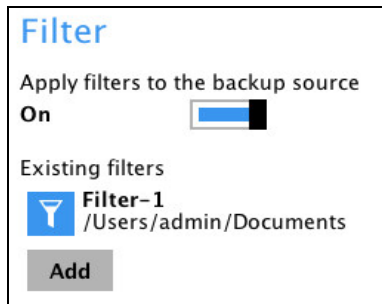 Filter
Apply filters to the backup source
On
Existing filters
Filter-1
/Users/admin/Documents
Add